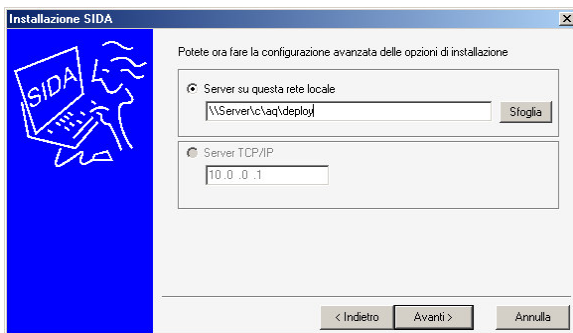 Installazione SIDA
SIDA
Potete ora fare la configurazione avanzata delle opzioni di installazione
Server su questa rete locale
\\Server\c\aq\deploy
Sfoglia
Server TCP/IP
10 .0 .0 .1
< Indietro
Avanti >
Annulla